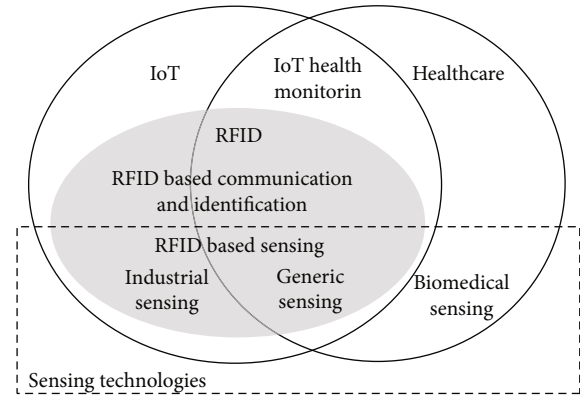 IoT
IoT health
monitorin
Healthcare
RFID
RFID based communication
and identification
RFID based sensing
Industrial
sensing
Generic
sensing
Biomedical
sensing
Sensing technologies